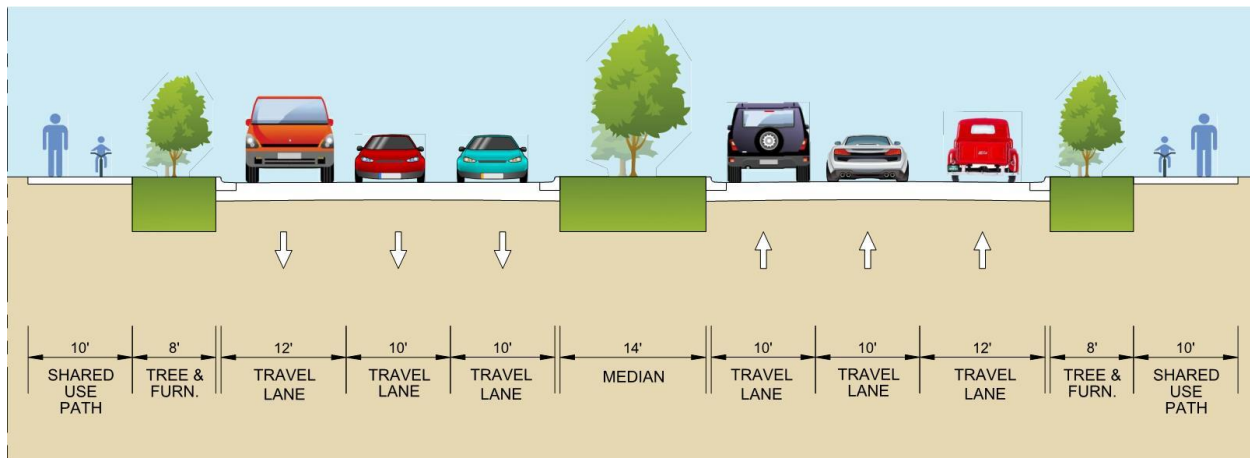 10' 8' 12' 10' 10' 14' 10' 10' 12' 8' 10'
SHARED TREE & TRAVEL TRAVEL TRAVEL MEDIAN TRAVEL TRAVEL TRAVEL TREE & SHARED
USE FURN. LANE LANE LANE LANE LANE LANE FURN. USE
PATH PATH